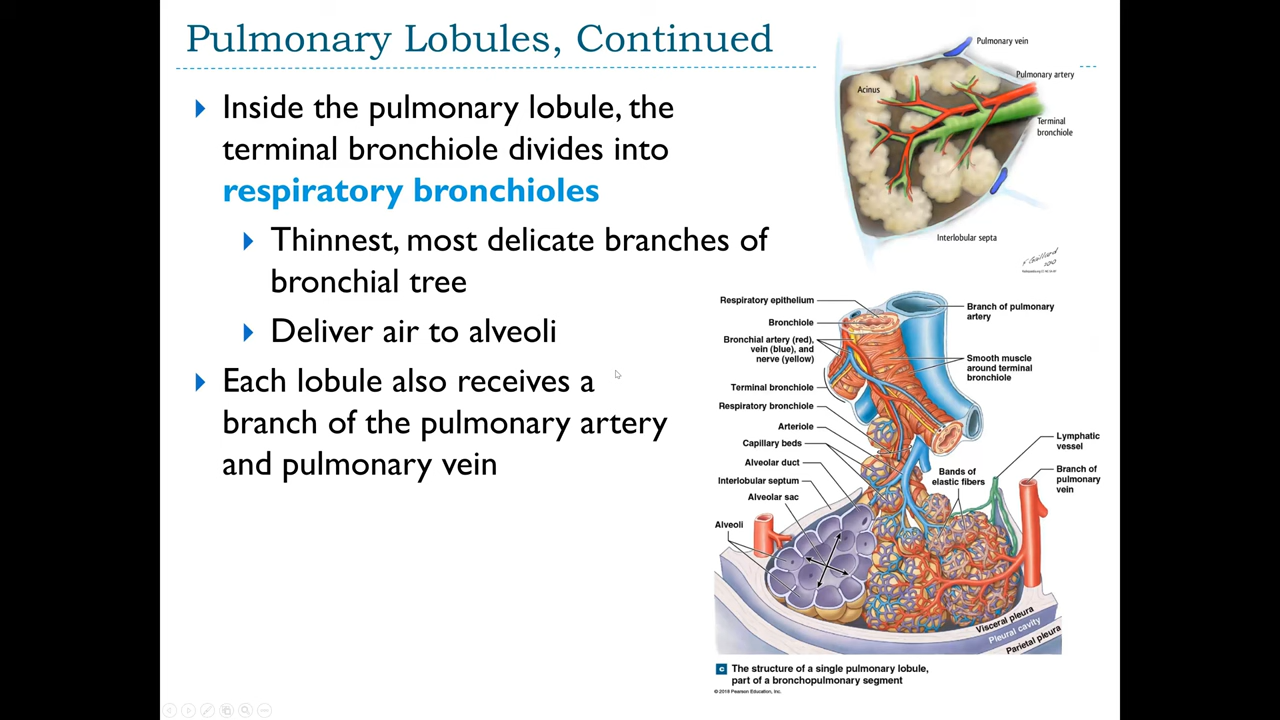 Pulmonary Lobules, Continued
Inside the pulmonary lobule, the
terminal bronchiole divides into
respiratory bronchioles
Thinnest, most delicate branches of
bronchial tree
Deliver air to alveoli
Each lobule also receives a
branch of the pulmonary artery
and pulmonary vein
Pulmonary vein
Pulmonary artery
Acinus
Terminal
bronchiole
Interlobular septa
F Gaillard
2010
Respiratory epithelium
Bronchiole
Bronchial artery (red),
vein (blue), and
nerve (yellow)
Terminal bronchiole
Respiratory bronchiole
Arteriole
Capillary beds
Alveolar duct
Interlobular septum
Alveolar sac
Alveoli
Branch of pulmonary
artery
Smooth muscle
around terminal
bronchiole
Lymphatic
vessel
Bands of
elastic fibers
Branch of
pulmonary
vein
Visceral pleura
Pleural cavity
Parietal pleura
c The structure of a single pulmonary lobule,
part of a bronchopulmonary segment
© 2018 Pearson Education, Inc.